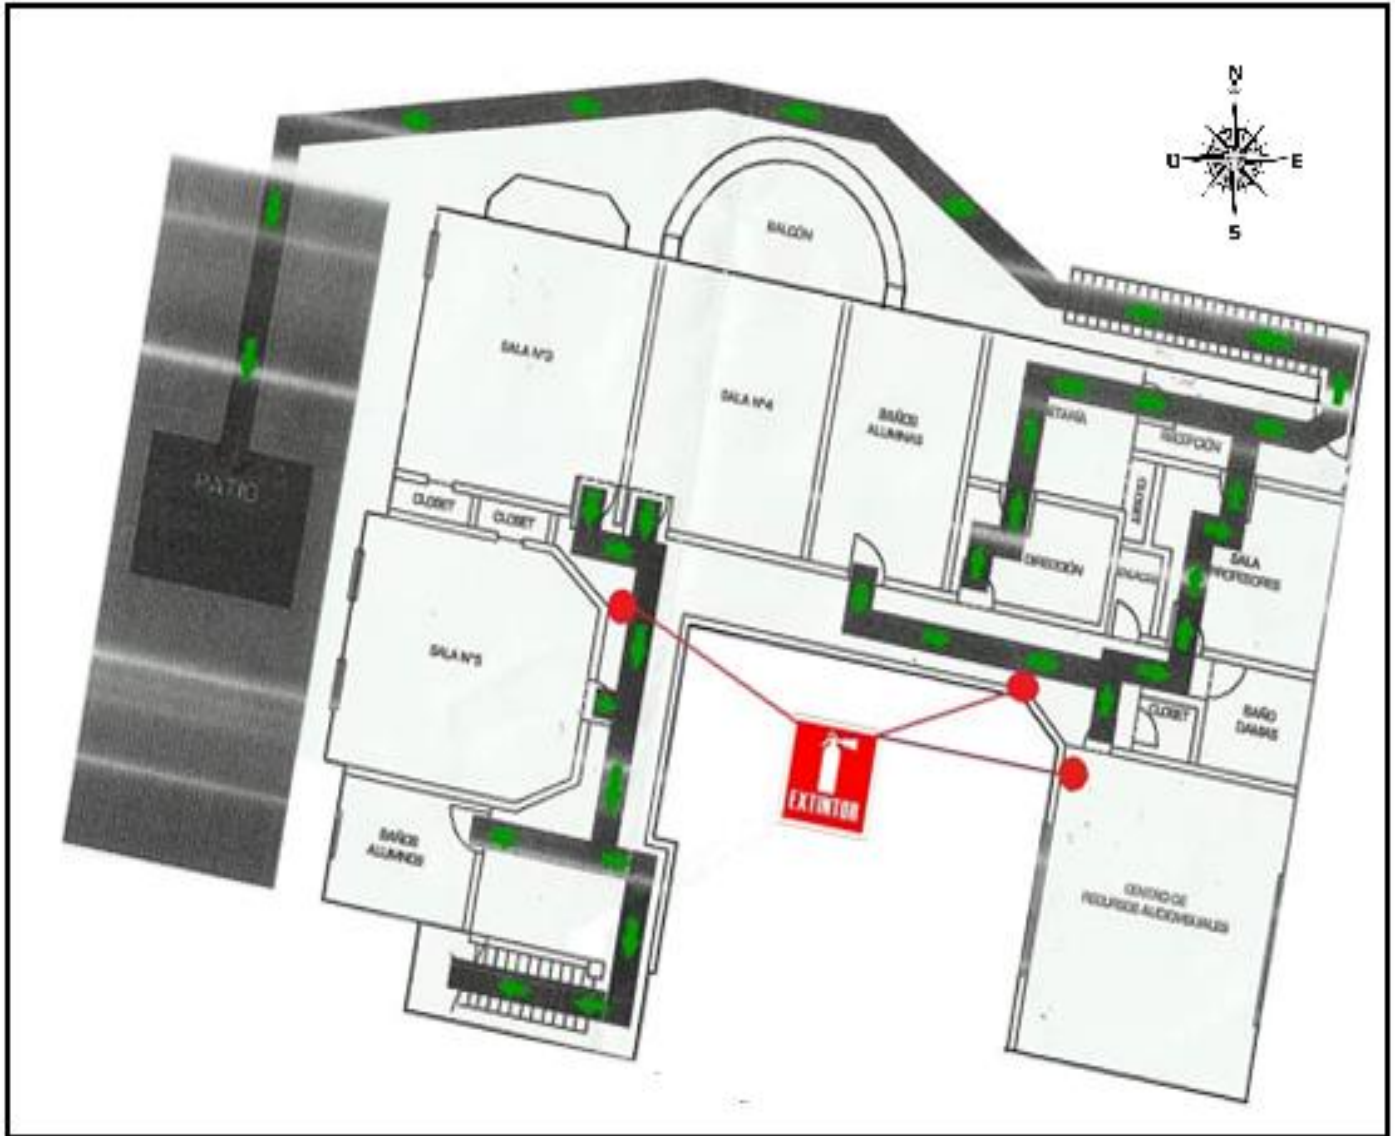 N
U
E
S
BALCÓN
SALA N°3
SALA N°4
BAÑOS
ALUMNAS
RECEPCIÓN
CLOSET
CLOSET
CLOSET
PATIO
DIRECCIÓN
SALA
PROFESORES
SALA N°5
CLOSET
BAÑO
DAMAS
EXTINTOR
BAÑOS
ALUMNOS
CENTRO DE
RECURSOS AUDIOVISUALES